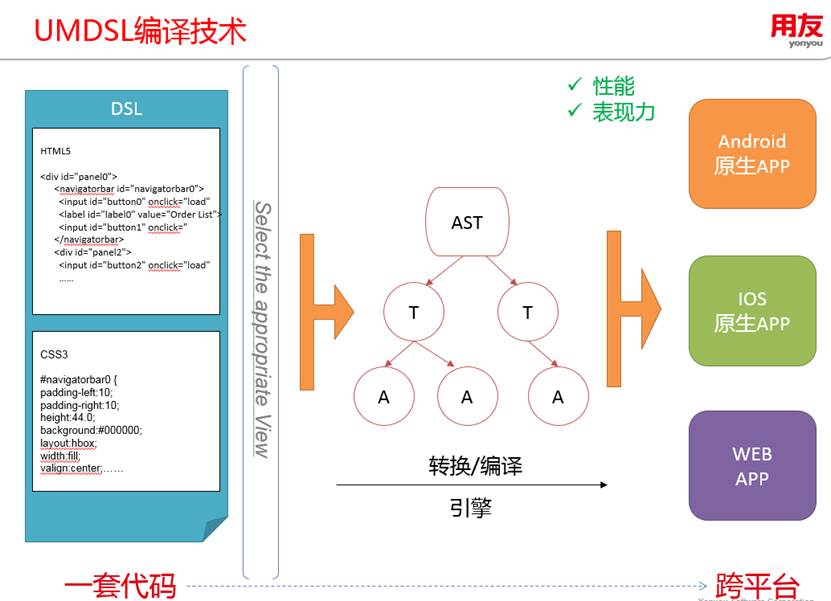 UMDSL编译技术
用友
yonyou
DSL
HTML5
<div id="panel0">
<navigatorbar id="navigatorbar0">
<input id="button0" onclick="load"
<label id="label0" value="Order List">
<input id="button1" onclick="
</navigatorbar>
<div id="panel2">
<input id="button2" onclick="load"
......
CSS3
#navigatorbar0 {
padding-left:10;
padding-right:10;
height:44.0;
background:#000000;
layout:hbox;
width:fill;
valign:center;……
Select the appropriate View
✓ 性能
✓ 表现力
AST
T
T
A
A
A
转换/编译
引擎
Android
原生APP
IOS
原生APP
WEB
APP
一套代码
跨平台